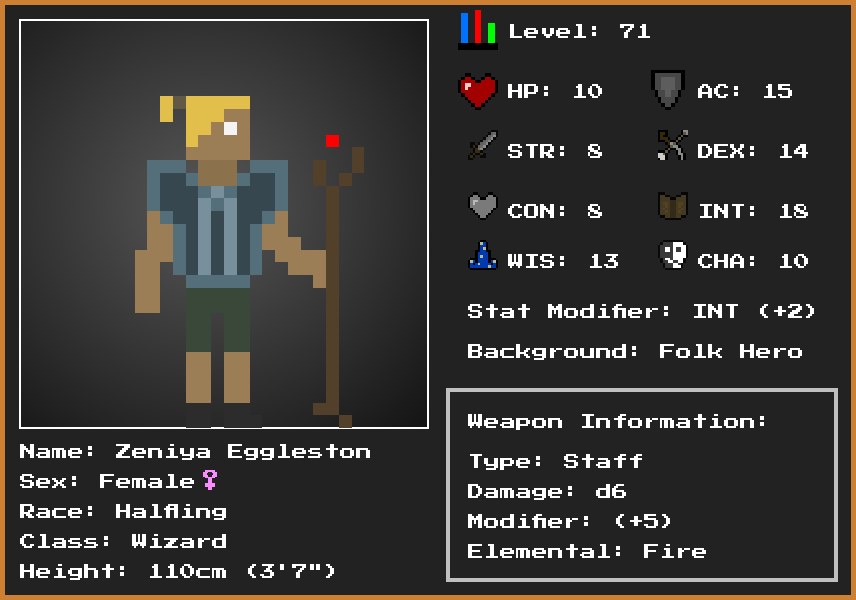 Level: 71
HP: 10 AC: 15
STR: 8 DEX: 14
CON: 8 INT: 18
WIS: 13 CHA: 10
Stat Modifier: INT (+2)
Background: Folk Hero
Weapon Information:
Type: Staff
Damage: d6
Modifier: (+5)
Elemental: Fire
Name: Zeniya Eggleston
Sex: Female♀
Race: Halfling
Class: Wizard
Height: 110cm (3'7")